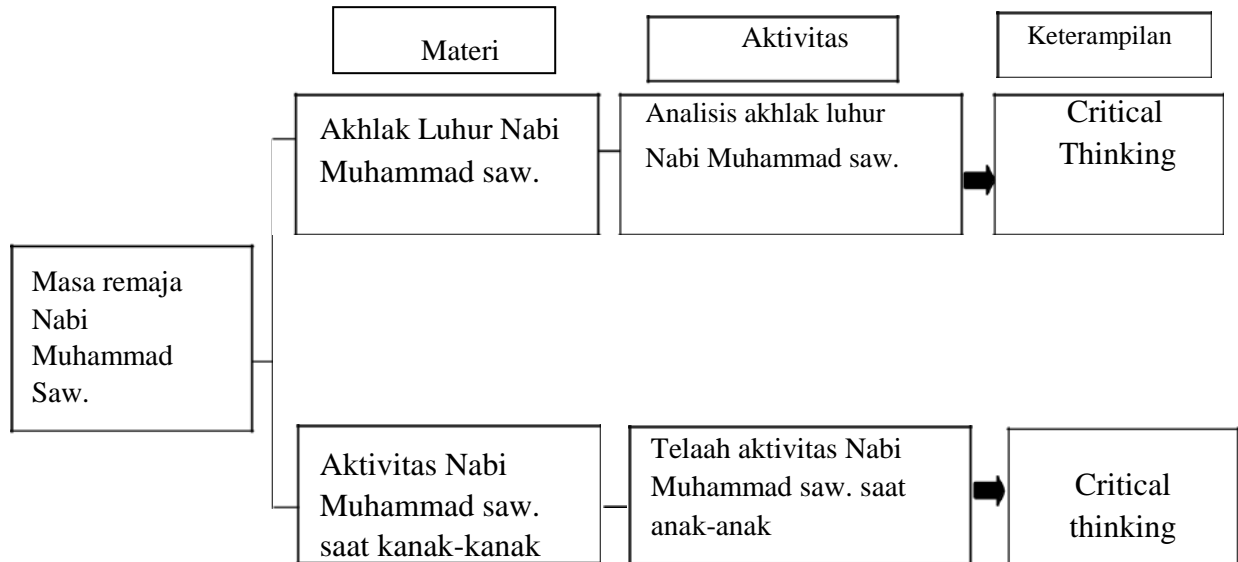 Materi
Aktivitas
Keterampilan
Akhlak Luhur Nabi
Muhammad saw.
Analisis akhlak luhur
Nabi Muhammad saw.
Critical
Thinking
Masa remaja
Nabi
Muhammad
Saw.
Aktivitas Nabi
Muhammad saw.
saat kanak-kanak
Telaah aktivitas Nabi
Muhammad saw. saat
anak-anak
Critical
thinking